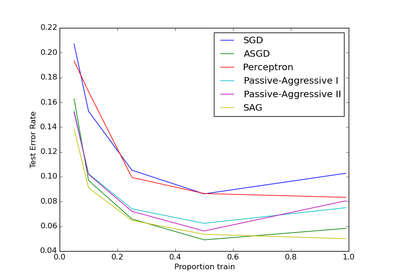 0.22
0.20
0.18
0.16
0.14
0.12
0.10
0.08
0.06
0.04
Test Error Rate
SGD
ASGD
Perceptron
Passive-Aggressive I
Passive-Aggressive II
SAG
0.0 0.2 0.4 0.6 0.8 1.0
Proportion train